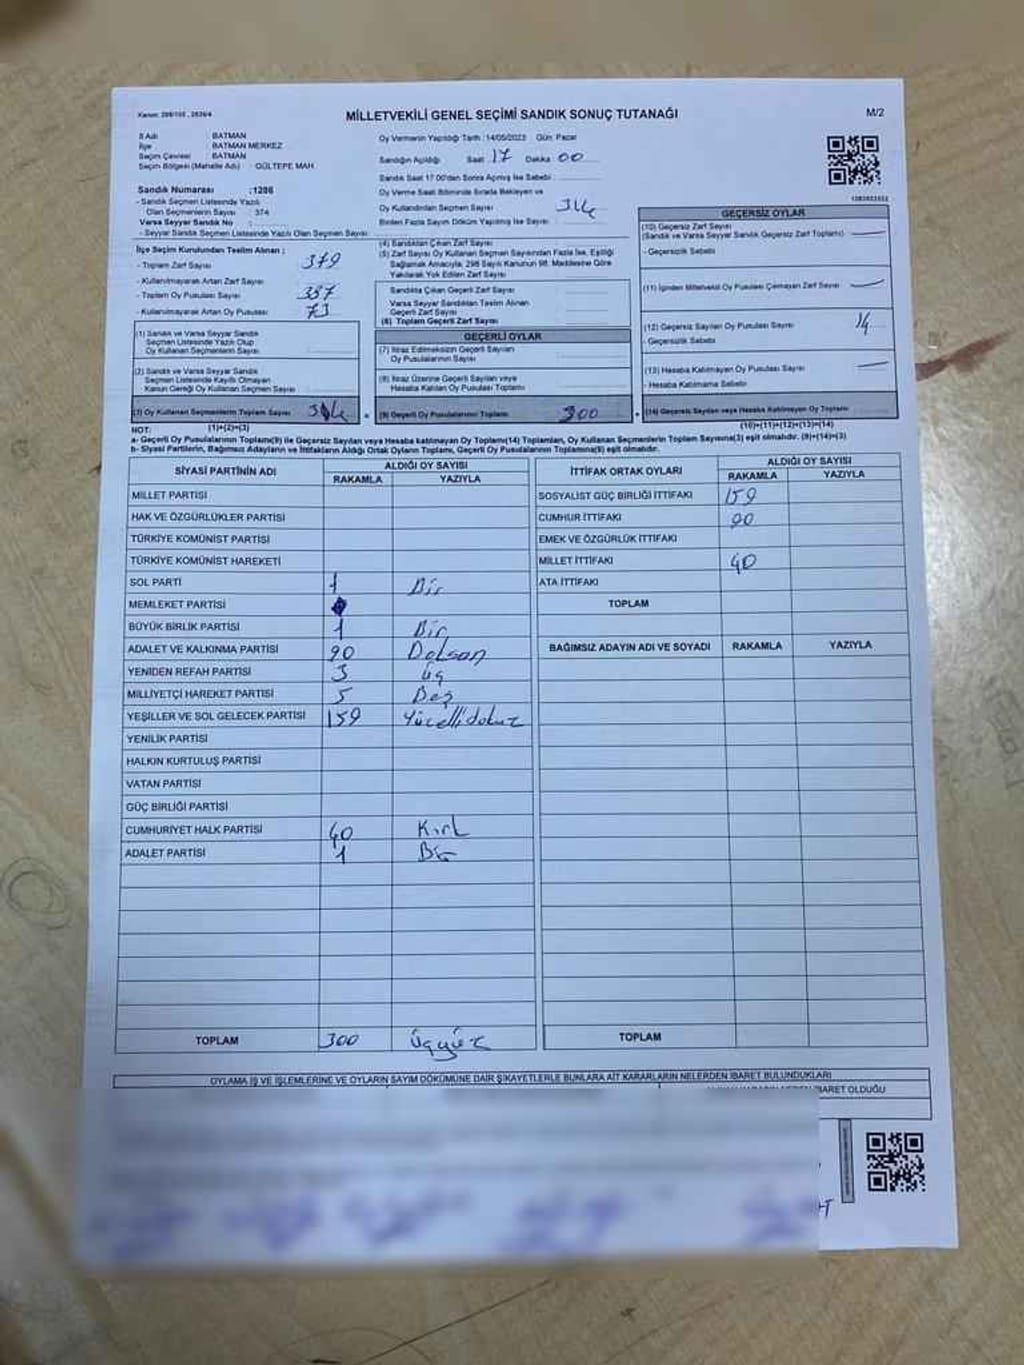 Kanun: 298/105, 2839/4
MİLLETVEKİLİ GENEL SEÇİMİ SANDIK SONUÇ TUTANAĞI
M/2
İl Adı : BATMAN
İlçe : BATMAN MERKEZ
Seçim Çevresi : BATMAN
Seçim Bölgesi (Mahalle Adı) : GÜLTEPE MAH.
Sandık Numarası :1286
- Sandık Seçmen Listesinde Yazılı
Olan Seçmenlerin Sayısı : 374
Varsa Seyyar Sandık No :
- Seyyar Sandık Seçmen Listesinde Yazılı Olan Seçmen Sayısı :
Oy Vermenin Yapıldığı Tarih :14/05/2023 Gün: Pazar
Sandığın Açıldığı Saat 17 Dakika 00
Sandık Saat 17.00'den Sonra Açılmış İse Sebebi :
Oy Verme Saati Bitiminde Sırada Bekleyen ve
Oy Kullandırılan Seçmen Sayısı : 314
Birden Fazla Sayım Döküm Yapılmış İse Sayısı :
İlçe Seçim Kurulundan Teslim Alınan ;
- Toplam Zarf Sayısı : 379
- Kullanılmayarak Artan Zarf Sayısı :
- Toplam Oy Pusulası Sayısı : 387
- Kullanılmayarak Artan Oy Pusulası : 73
(1) Sandık ve Varsa Seyyar Sandık
Seçmen Listesinde Yazılı Olup
Oy Kullanan Seçmenlerin Sayısı
(2) Sandık ve Varsa Seyyar Sandık
Seçmen Listesinde Kayıtlı Olmayan
Kanun Gereği Oy Kullanan Seçmen Sayısı
(3) Oy Kullanan Seçmenlerin Toplam Sayısı 314
(1)+(2)=(3)
(4) Sandıktan Çıkan Zarf Sayısı
(5) Zarf Sayısı Oy Kullanan Seçmen Sayısından Fazla İse, Eşitliği
Sağlamak Amacıyla, 298 Sayılı Kanunun 98. Maddesine Göre
Yakılarak Yok Edilen Zarf Sayısı
Sandıkta Çıkan Geçerli Zarf Sayısı
Varsa Seyyar Sandıktan Teslim Alınan
Geçerli Zarf Sayısı
(6) Toplam Geçerli Zarf Sayısı
GEÇERLİ OYLAR
(7) İtiraz Edilmeksizin Geçerli Sayılan
Oy Pusulalarının Sayısı
(8) İtiraz Üzerine Geçerli Sayılan veya
Hesaba Katılan Oy Pusulası Toplamı
(9) Geçerli Oy Pusulalarının Toplamı 300
GEÇERSİZ OYLAR
(10) Geçersiz Zarf Sayısı
(Sandık ve Varsa Seyyar Sandık Geçersiz Zarf Toplamı)
- Geçersizlik Sebebi
(11) İçinden Milletvekili Oy Pusulası Çıkmayan Zarf Sayısı
(12) Geçersiz Sayılan Oy Pusulası Sayısı 14
- Geçersizlik Sebebi
(13) Hesaba Katılmayan Oy Pusulası Sayısı
- Hesaba Katılmama Sebebi
(14) Geçersiz Sayılan veya Hesaba Katılmayan Oy Toplamı
(10)+(11)+(12)+(13)=(14)
NOT:
a- Geçerli Oy Pusulalarının Toplamı(9) ile Geçersiz Sayılan veya Hesaba katılmayan Oy Toplamı(14) Toplamları, Oy Kullanan Seçmenlerin Toplam Sayısına(3) eşit olmalıdır. (9)+(14)=(3)
b- Siyasi Partilerin, Bağımsız Adayların ve İttifakların Aldığı Ortak Oyların Toplamı, Geçerli Oy Pusulalarının Toplamına(9) eşit olmalıdır.
SİYASİ PARTİNİN ADI
ALDIĞI OY SAYISI
RAKAMLA YAZIYLA
MİLLET PARTİSİ
HAK VE ÖZGÜRLÜKLER PARTİSİ
TÜRKİYE KOMÜNİST PARTİSİ
TÜRKİYE KOMÜNİST HAREKETİ
SOL PARTİ 1 Bir
MEMLEKET PARTİSİ
BÜYÜK BİRLİK PARTİSİ 1 Bir
ADALET VE KALKINMA PARTİSİ 90 Doksan
YENİDEN REFAH PARTİSİ 3 üç
MİLLİYETÇİ HAREKET PARTİSİ 5 Beş
YEŞİLLER VE SOL GELECEK PARTİSİ 159 Yüzellidokuz
YENİLİK PARTİSİ
HALKIN KURTULUŞ PARTİSİ
VATAN PARTİSİ
GÜÇ BİRLİĞİ PARTİSİ
CUMHURİYET HALK PARTİSİ 40 Kırk
ADALET PARTİSİ 1 Bir
TOPLAM 300 üçyüz
İTTİFAK ORTAK OYLARI
ALDIĞI OY SAYISI
RAKAMLA YAZIYLA
SOSYALİST GÜÇ BİRLİĞİ İTTİFAKI 159
CUMHUR İTTİFAKI 90
EMEK VE ÖZGÜRLÜK İTTİFAKI
MİLLET İTTİFAKI 40
ATA İTTİFAKI
TOPLAM
BAĞIMSIZ ADAYIN ADI VE SOYADI RAKAMLA YAZIYLA
TOPLAM
OYLAMA İŞ VE İŞLEMLERİNE VE OYLARIN SAYIM DÖKÜMÜNE DAİR ŞİKAYETLERLE BUNLARA AİT KARARLARIN NELERDEN İBARET BULUNDUKLARI
İBARET OLDUĞU